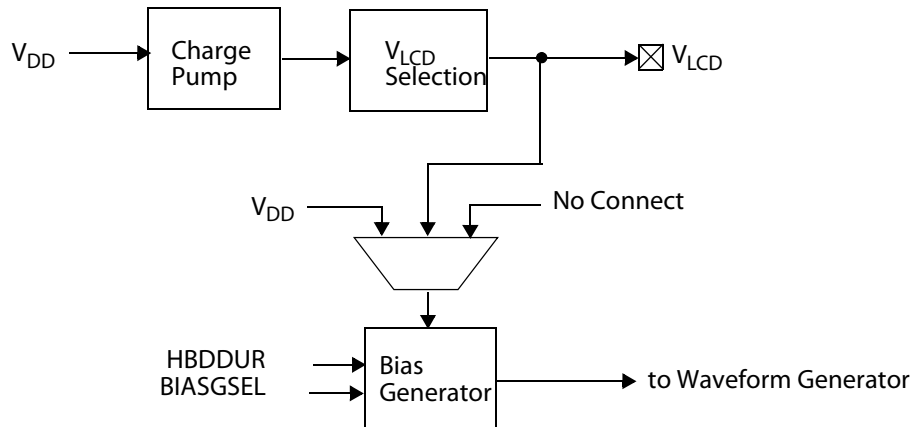 V_DD
Charge
Pump
V_LCD
Selection
V_LCD
V_DD
No Connect
HBDDUR
BIASGSEL
Bias
Generator
to Waveform Generator